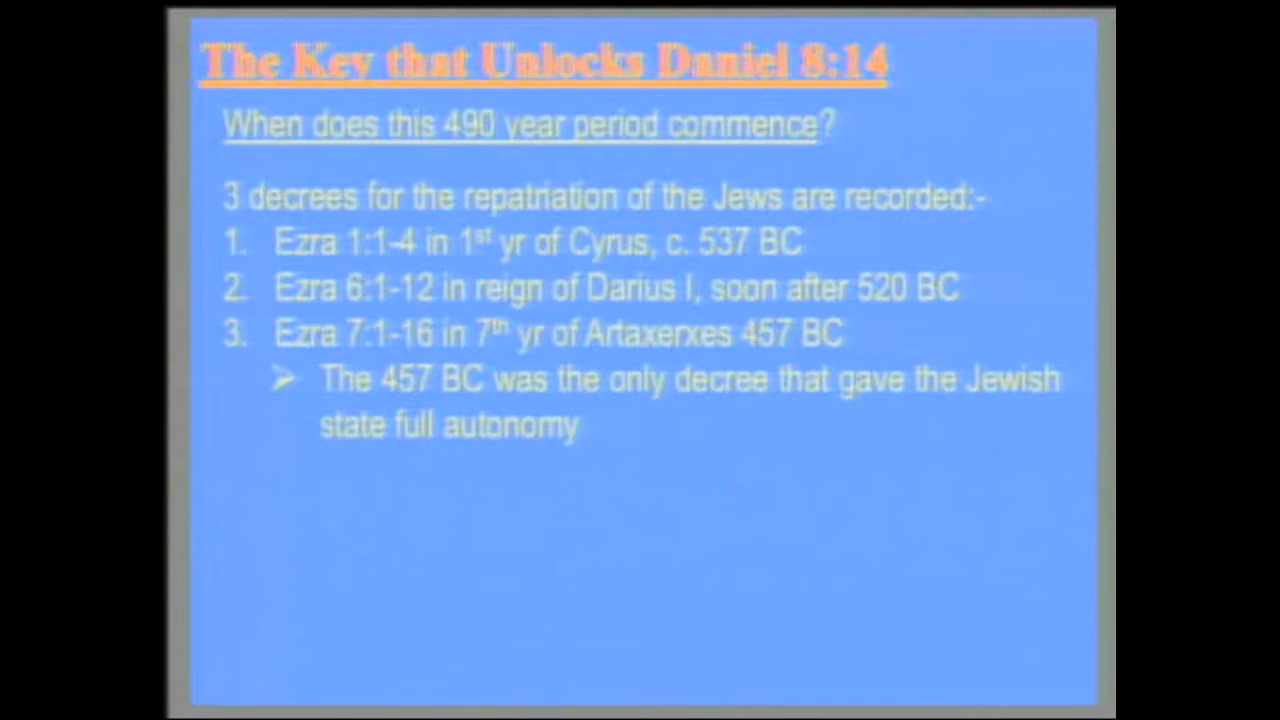 The Key that Unlocks Daniel 8:14
When does this 490 year period commence?
3 decrees for the repatriation of the Jews are recorded:-
1. Ezra 1:1-4 in 1st yr of Cyrus, c. 537 BC
2. Ezra 6:1-12 in reign of Darius I, soon after 520 BC
3. Ezra 7:1-16 in 7th yr of Artaxerxes 457 BC
➢ The 457 BC was the only decree that gave the Jewish
state full autonomy